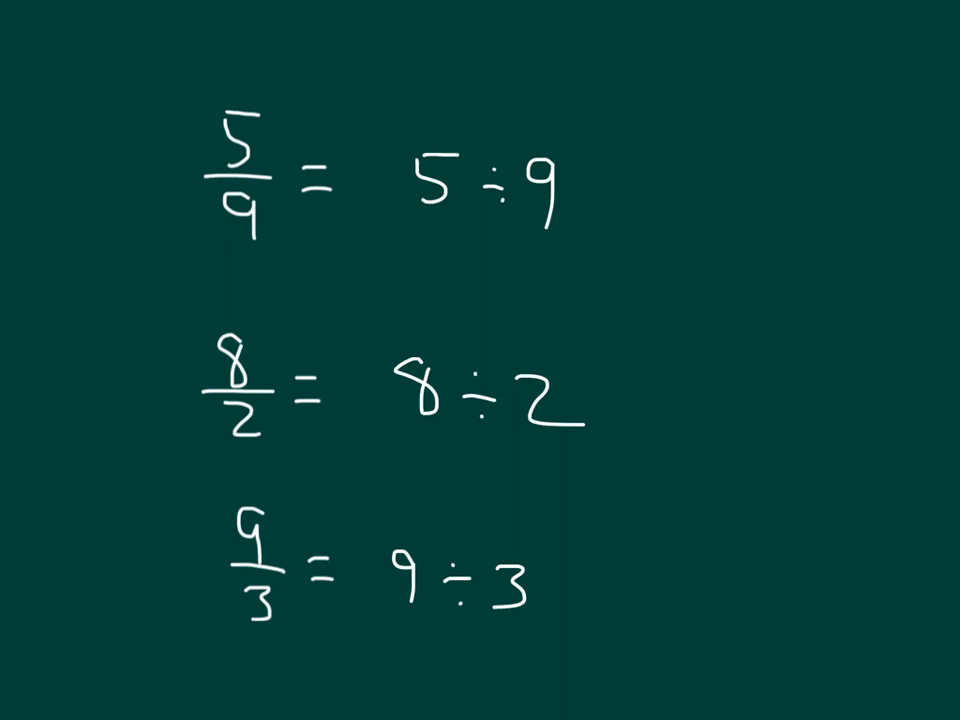 5/9 = 5 ÷ 9
8/2 = 8 ÷ 2
9/3 = 9 ÷ 3